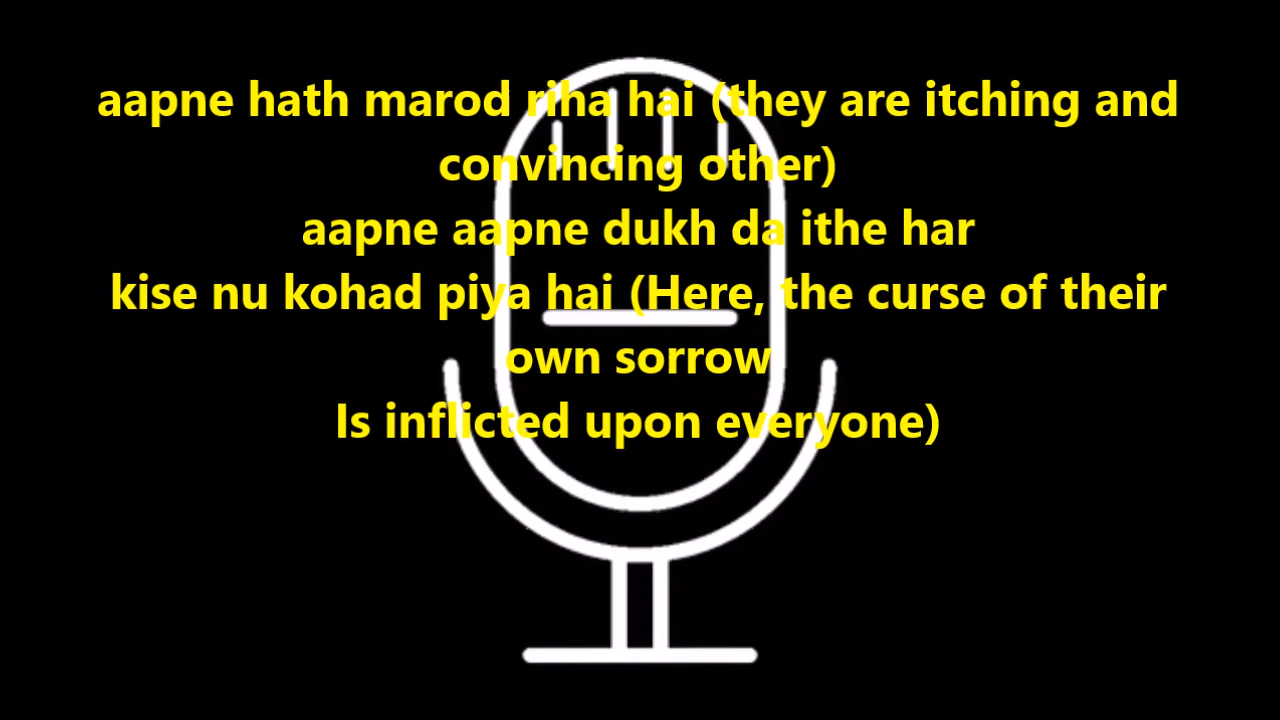 aapne hath marod riha hai (they are itching and
convincing other)
aapne aapne dukh da ithe har
kise nu kohad piya hai (Here, the curse of their
own sorrow
Is inflicted upon everyone)